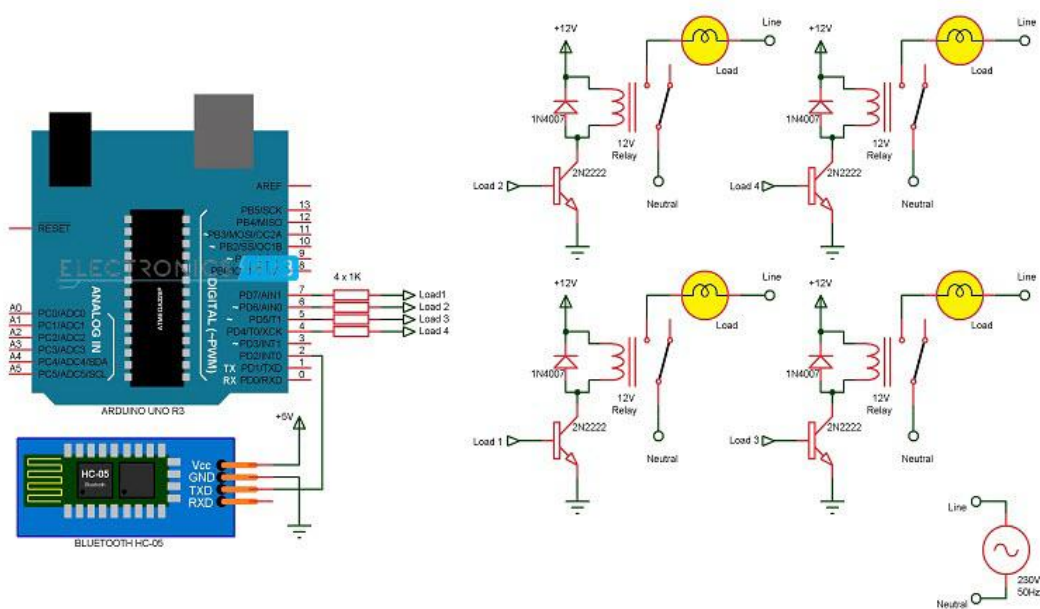 AREF
RESET
PB5/SCK 13
PB4/MISO 12
~PB3/MOSI/OC2A 11
~PB2/SS/OC1B 10
9
8
ELECTRONICS HUB
DIGITAL (~PWM)
ANALOG IN
ATMEGA328P
PD7/AIN1 7
~PD6/AIN0 6
~PD5/T1 5
PD4/T0/XCK 4
~PD3/INT1 3
PD2/INT0 2
TX PD1/TXD 1
RX PD0/RXD 0
A0 PC0/ADC0
A1 PC1/ADC1
A2 PC2/ADC2
A3 PC3/ADC3
A4 PC4/ADC4/SDA
A5 PC5/ADC5/SCL
4 x 1K
Load1
Load 2
Load 3
Load 4
ARDUINO UNO R3
+5V
HC-05
Bluetooth
Vcc
GND
TXD
RXD
BLUETOOTH HC-05
+12V
Line
Load
1N4007
12V
Relay
2N2222
Load 2
Neutral
+12V
Line
Load
1N4007
12V
Relay
2N2222
Load 4
Neutral
+12V
Line
Load
1N4007
12V
Relay
2N2222
Load 1
Neutral
+12V
Line
Load
1N4007
12V
Relay
2N2222
Load 3
Neutral
Line
230V
50Hz
Neutral